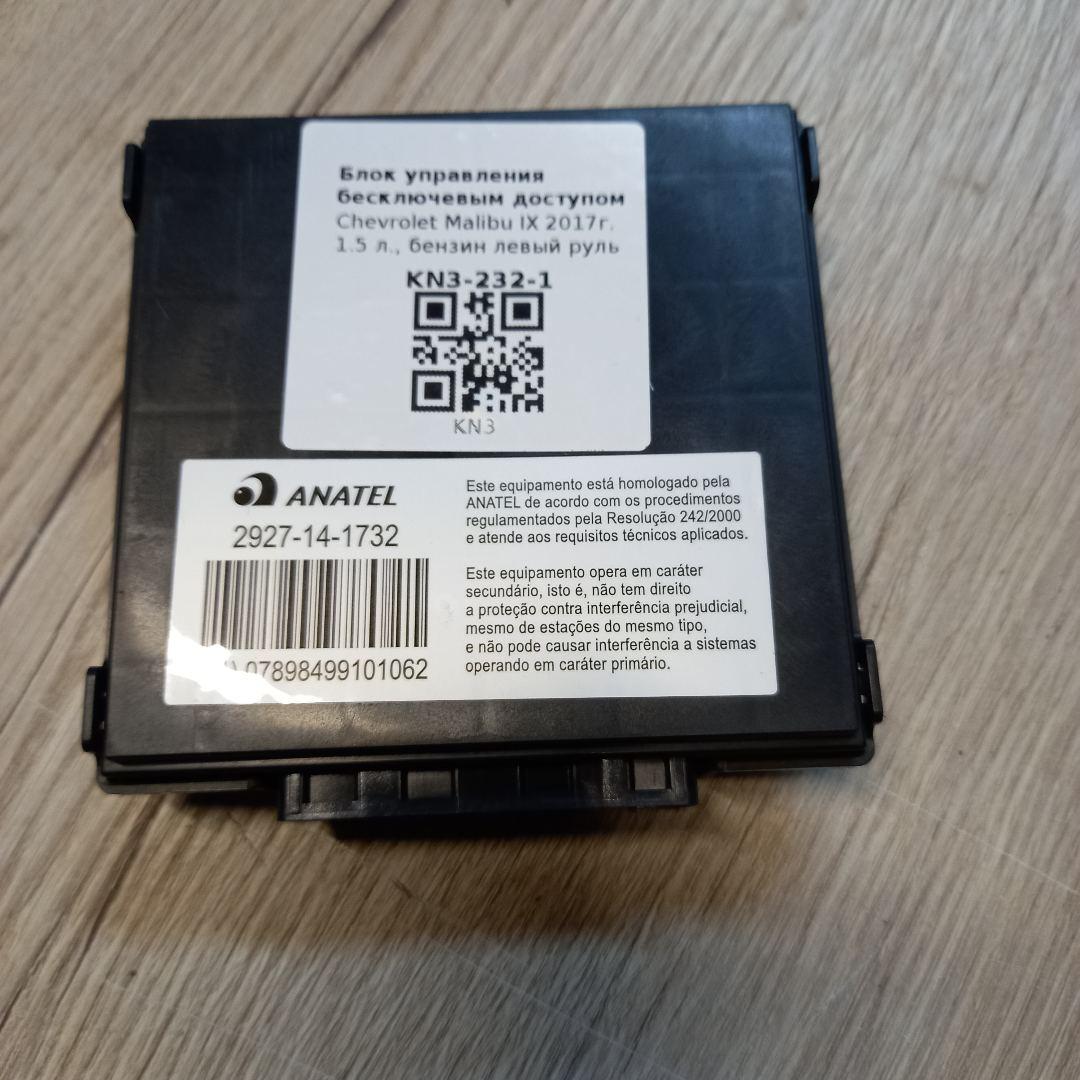 Блок управления
бесключевым доступом
Chevrolet Malibu IX 2017г.
1.5 л., бензин левый руль
KN3-232-1
KN3
ANATEL
2927-14-1732
07898499101062
Este equipamento está homologado pela
ANATEL de acordo com os procedimentos
regulamentados pela Resolução 242/2000
e atende aos requisitos técnicos aplicados.
Este equipamento opera em caráter
secundário, isto é, não tem direito
a proteção contra interferência prejudicial,
mesmo de estações do mesmo tipo,
e não pode causar interferência a sistemas
operando em caráter primário.